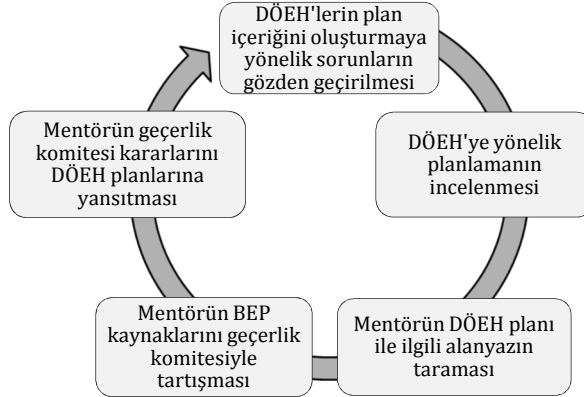 DÖEH'lerin plan
içeriğini oluşturmaya
yönelik sorunların
gözden geçirilmesi
DÖEH'ye yönelik
planlamanın
incelenmesi
Mentörün DÖEH planı
ile ilgili alanyazın
taraması
Mentörün BEP
kaynaklarını geçerlik
komitesiyle
tartışması
Mentörün geçerlik
komitesi kararlarını
DÖEH planlarına
yansıtması